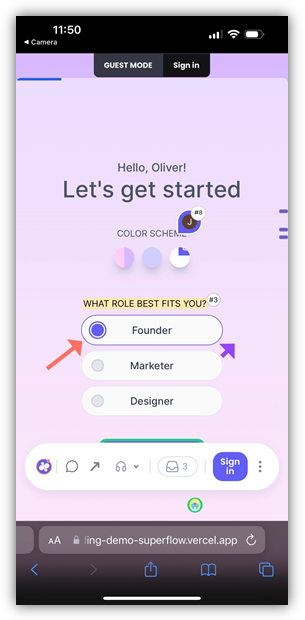 11:50
Camera
GUEST MODE Sign in
Hello, Oliver!
Let's get started
COLOR SCHEME
J #8
WHAT ROLE BEST FITS YOU? #3
Founder
Marketer
Designer
3 Sign in
AA ing-demo-superflow.vercel.app